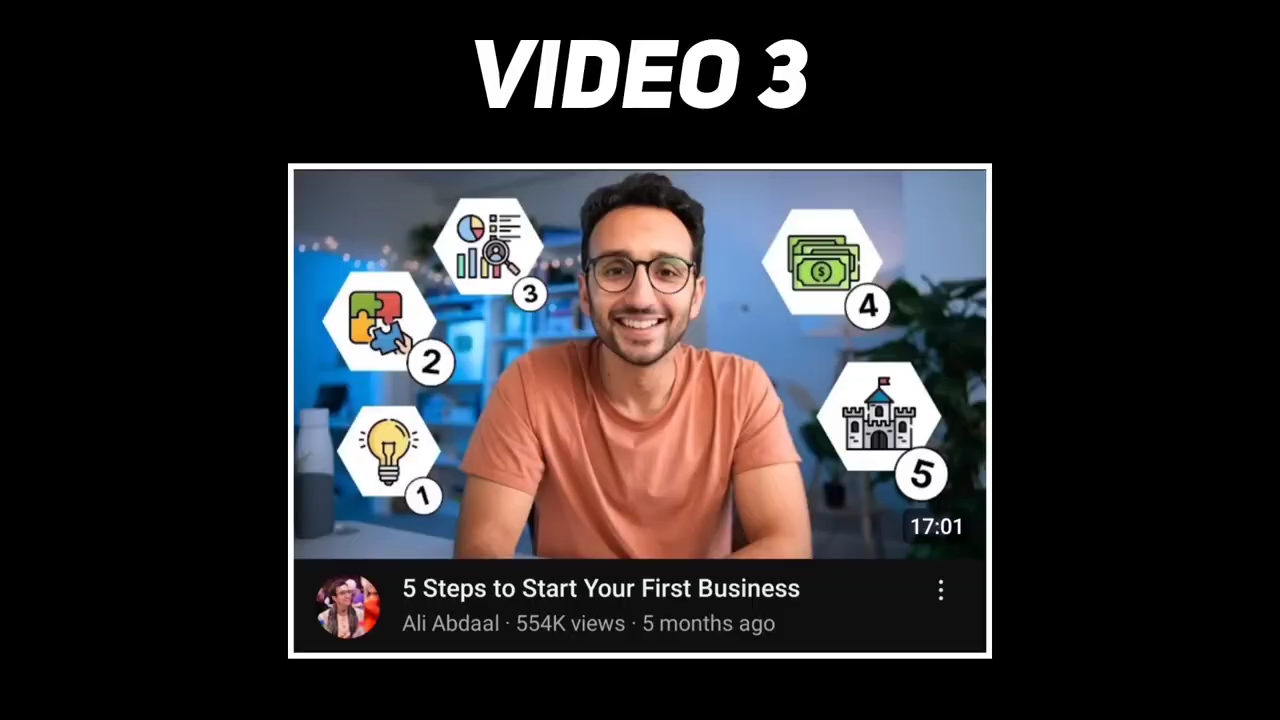 VIDEO 3
3
2
1
4
5
17:01
5 Steps to Start Your First Business
Ali Abdaal · 554K views · 5 months ago